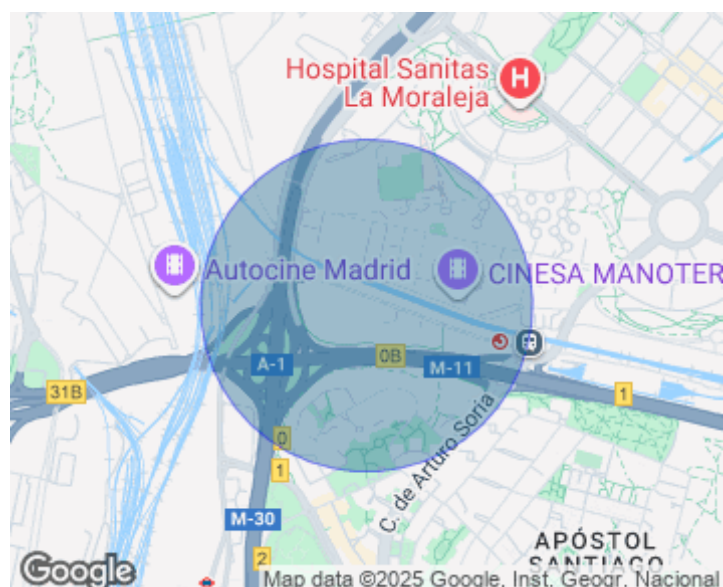 Hospital Sanitas
La Moraleja
H
Autocine Madrid
CINESA MANOTER
A-1
0B
M-11
31B
1
C. de Arturo Soria
0
1
M-30
2
APÓSTOL
SANTIAGO
Google
Map data ©2025 Google, Inst. Geogr. Nacional